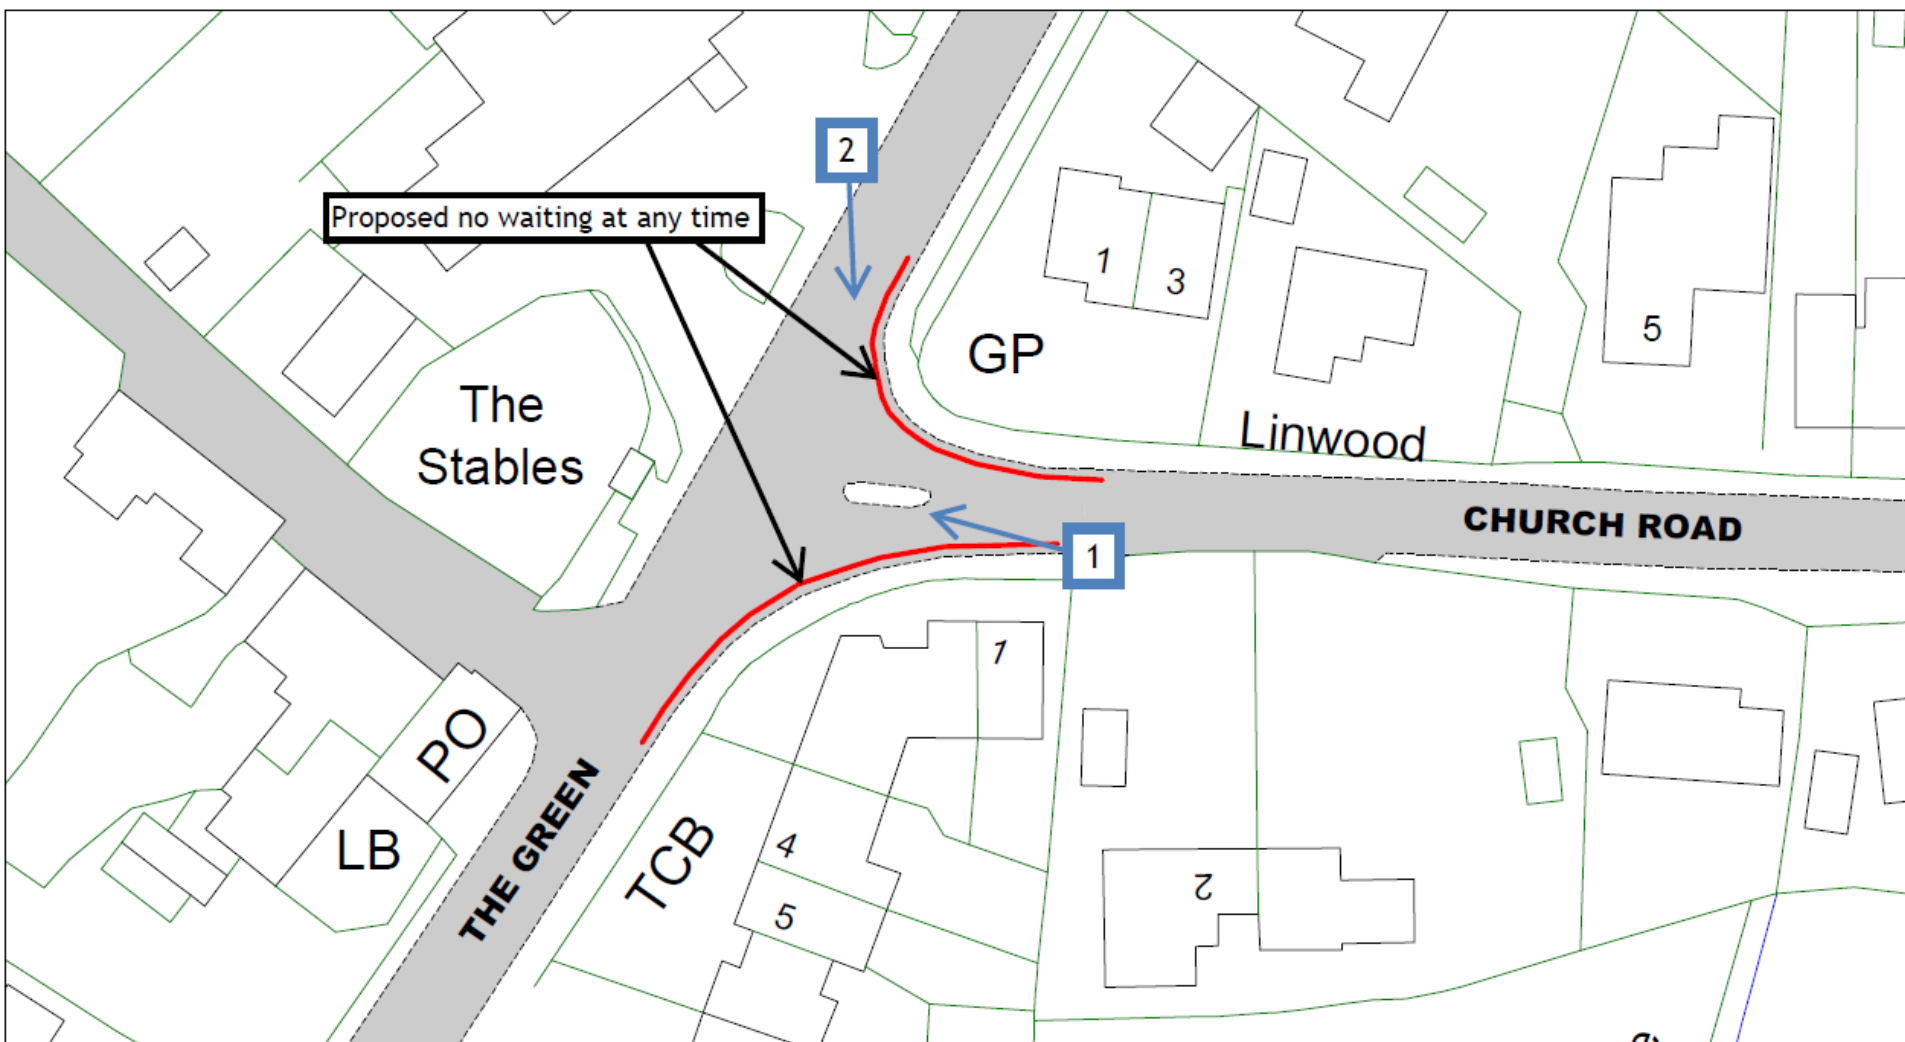 2
Proposed no waiting at any time
1
3
5
GP
The
Stables
Linwood
CHURCH ROAD
1
1
PO
LB
THE GREEN
TCB
4
5
2